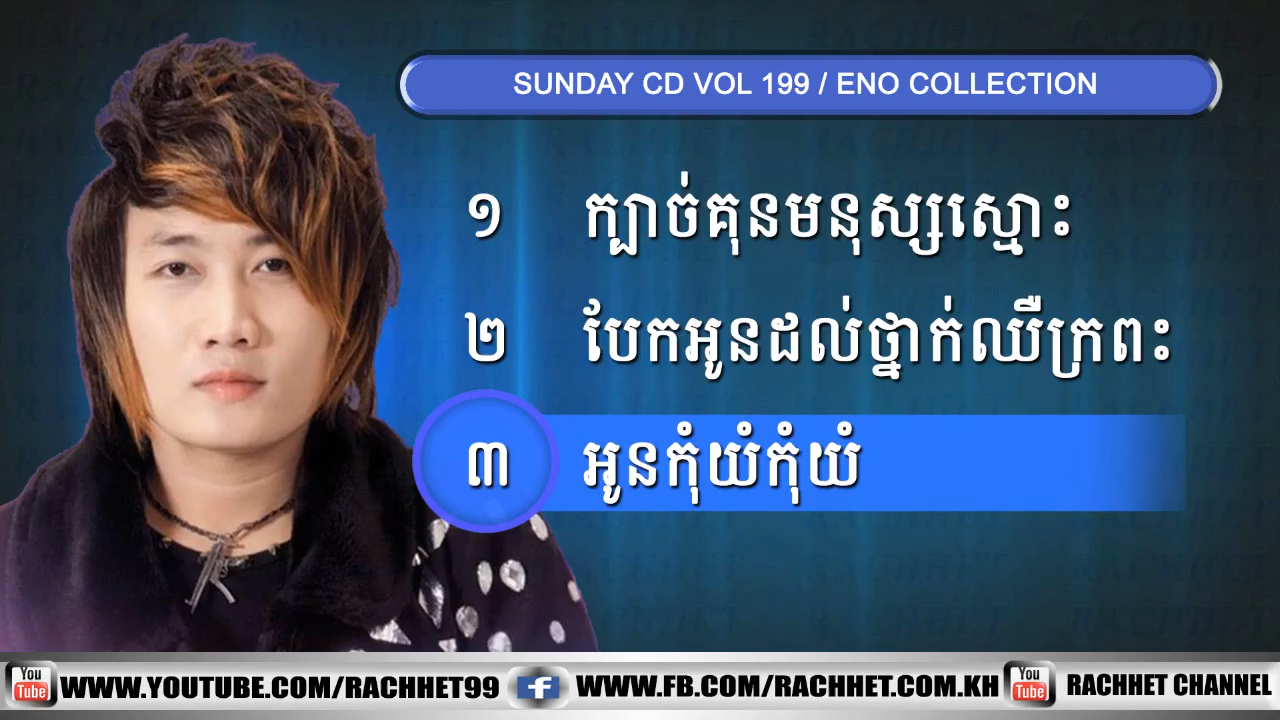 SUNDAY CD VOL 199 / ENO COLLECTION
១ ក្បាច់គុនមនុស្សស្មោះ
២ បែកអូនដល់ថ្នាក់ឈឺក្រពះ
៣ អូនកុំយំកុំយំ
You Tube WWW.YOUTUBE.COM/RACHHET99 f WWW.FB.COM/RACHHET.COM.KH You Tube RACHHET CHANNEL